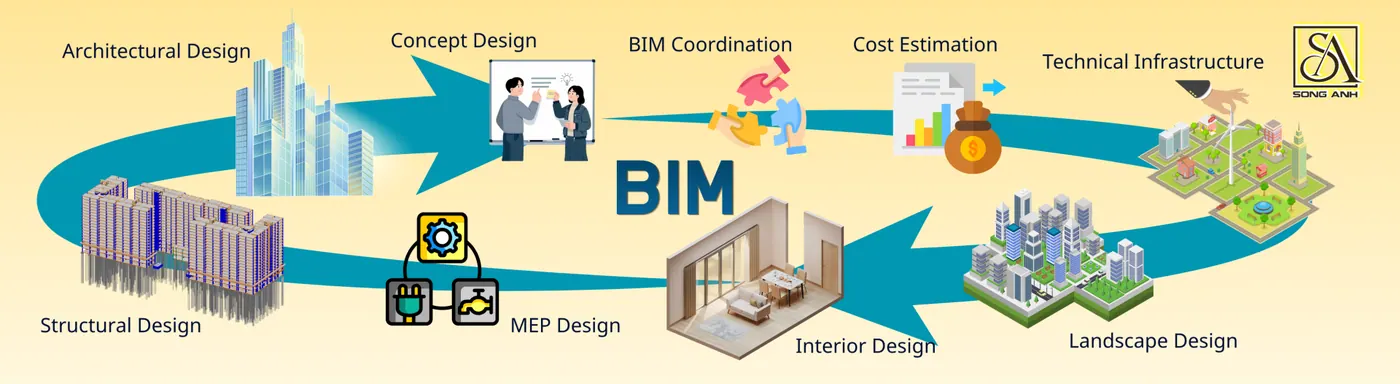 Architectural Design
Concept Design
BIM Coordination
Cost Estimation
Technical Infrastructure
SA
SONG ANH
BIM
$
Structural Design
MEP Design
Interior Design
Landscape Design